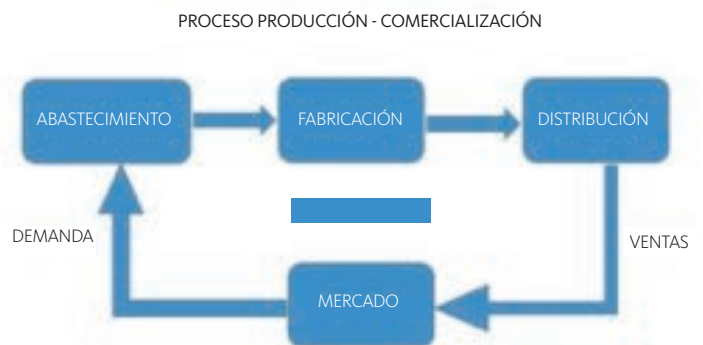 PROCESO PRODUCCIÓN - COMERCIALIZACIÓN
ABASTECIMIENTO
FABRICACIÓN
DISTRIBUCIÓN
DEMANDA
VENTAS
MERCADO